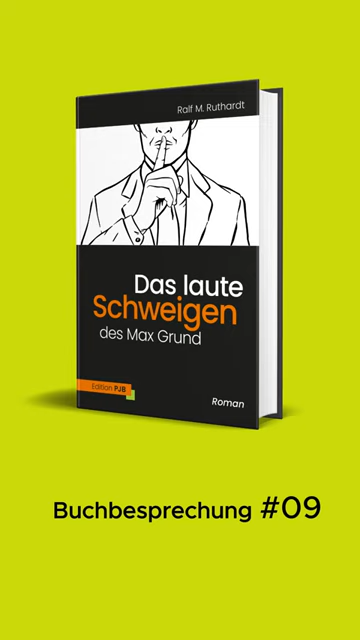 Ralf M. Ruthardt
Das laute
Schweigen
des Max Grund
Edition PJB
Roman
Buchbesprechung #09